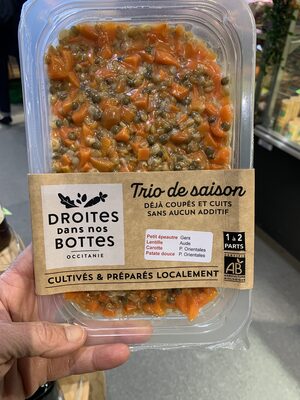 DROITES
DANS NOS
BOTTES
OCCITANIE
Trio de saison
DÉJÀ COUPÉS ET CUITS
SANS AUCUN ADDITIF
Petit épeautre Gers
Lentille Aude
Carotte P. Orientales
Patate douce P. Orientales
1 à 2
PARTS
AB
CULTIVÉS & PRÉPARÉS LOCALEMENT